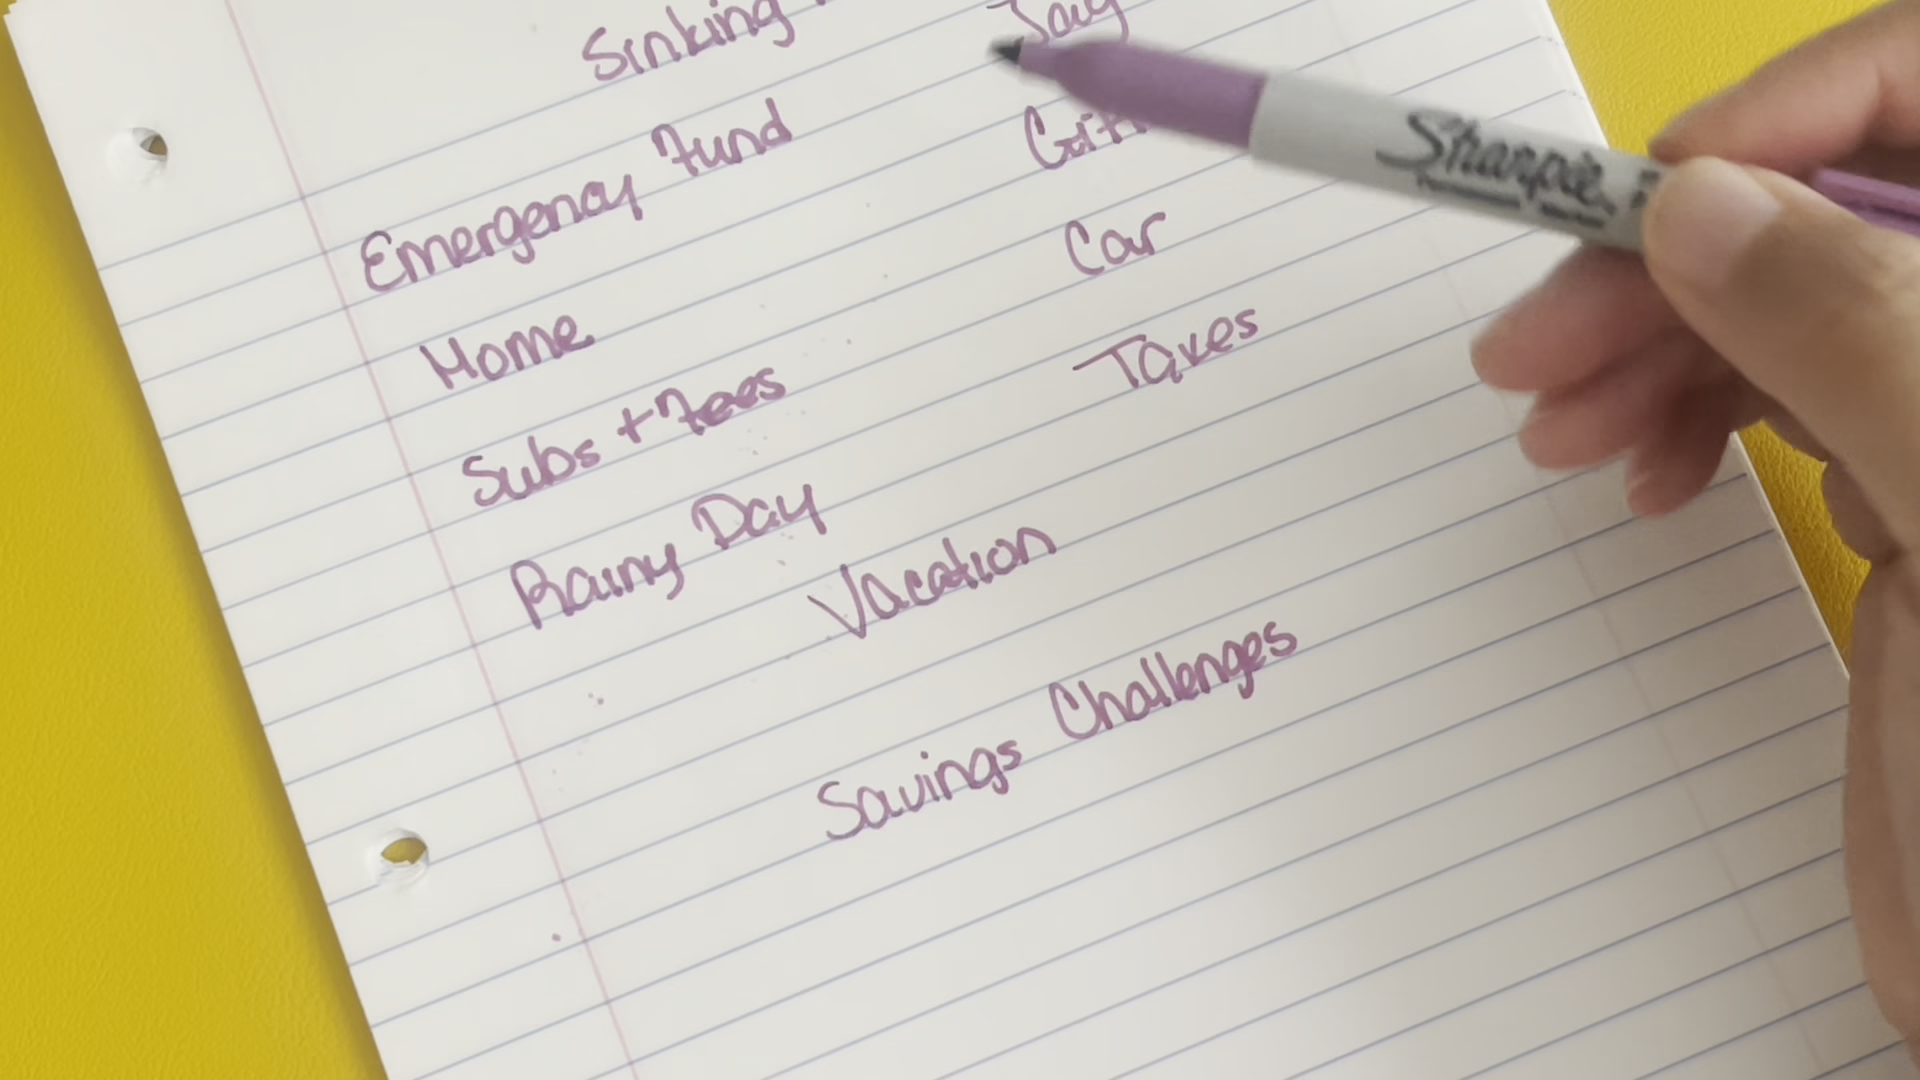 Sinking
Emergency Fund
Home
Subs + Fees
Rainy Day
Car
Taxes
Vacation
Savings Challenges
Sharpie